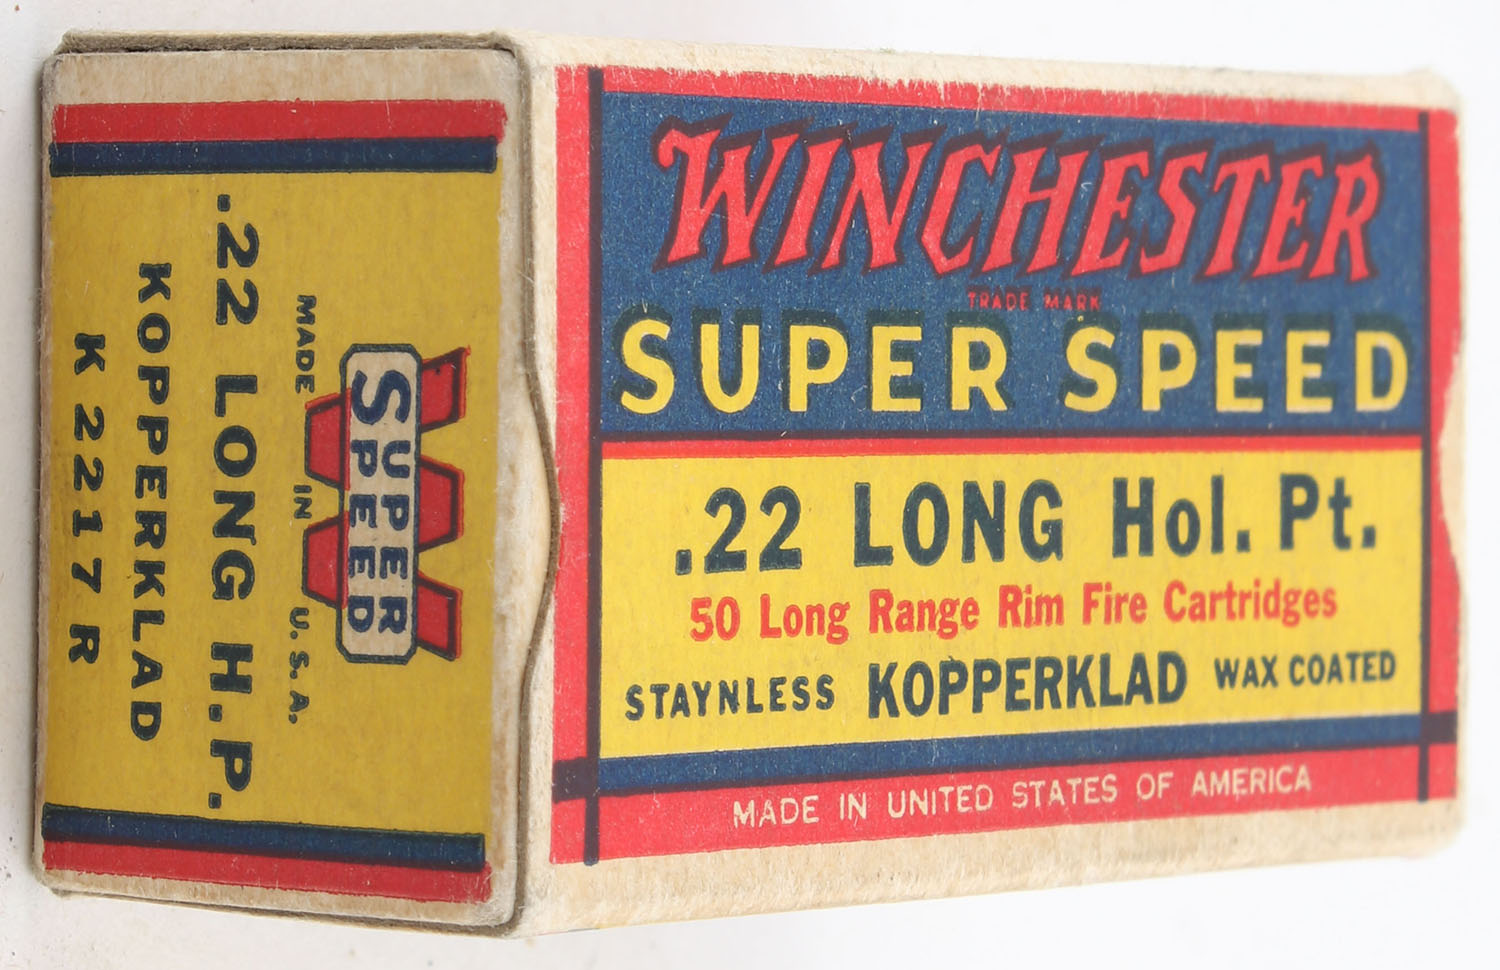 WINCHESTER
TRADE MARK
SUPER SPEED
.22 LONG Hol. Pt.
50 Long Range Rim Fire Cartridges
STAYNLESS KOPPERKLAD WAX COATED
MADE IN UNITED STATES OF AMERICA
W
SUPER
SPEED
MADE IN U.S.A.
.22 LONG H.P.
KOPPERKLAD
K2217R